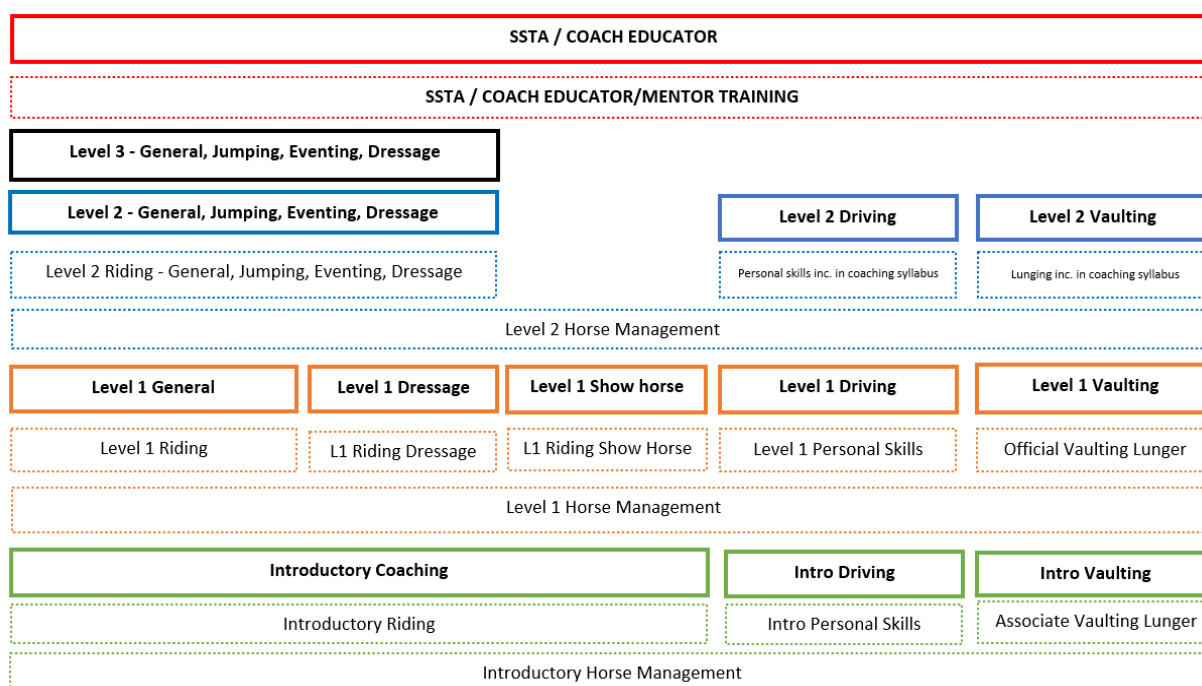 SSTA / COACH EDUCATOR
SSTA / COACH EDUCATOR/MENTOR TRAINING
Level 3 - General, Jumping, Eventing, Dressage
Level 2 - General, Jumping, Eventing, Dressage
Level 2 Driving
Level 2 Vaulting
Level 2 Riding - General, Jumping, Eventing, Dressage
Personal skills inc. in coaching syllabus
Lunging inc. in coaching syllabus
Level 2 Horse Management
Level 1 General
Level 1 Dressage
Level 1 Show horse
Level 1 Driving
Level 1 Vaulting
Level 1 Riding
L1 Riding Dressage
L1 Riding Show Horse
Level 1 Personal Skills
Official Vaulting Lunger
Level 1 Horse Management
Introductory Coaching
Intro Driving
Intro Vaulting
Introductory Riding
Intro Personal Skills
Associate Vaulting Lunger
Introductory Horse Management